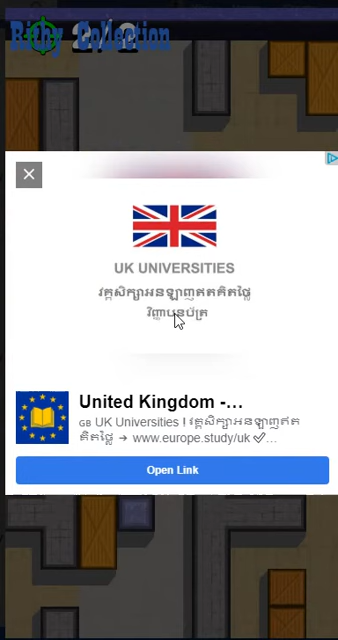 Rithy Collection
UK UNIVERSITIES
វគ្គសិក្សាអនឡាញឥតគិតថ្លៃ
វិញ្ញាបនប័ត្រ
United Kingdom -...
GB UK Universities ! វគ្គសិក្សាអនឡាញឥត
គិតថ្លៃ → www.europe.study/uk ✓...
Open Link